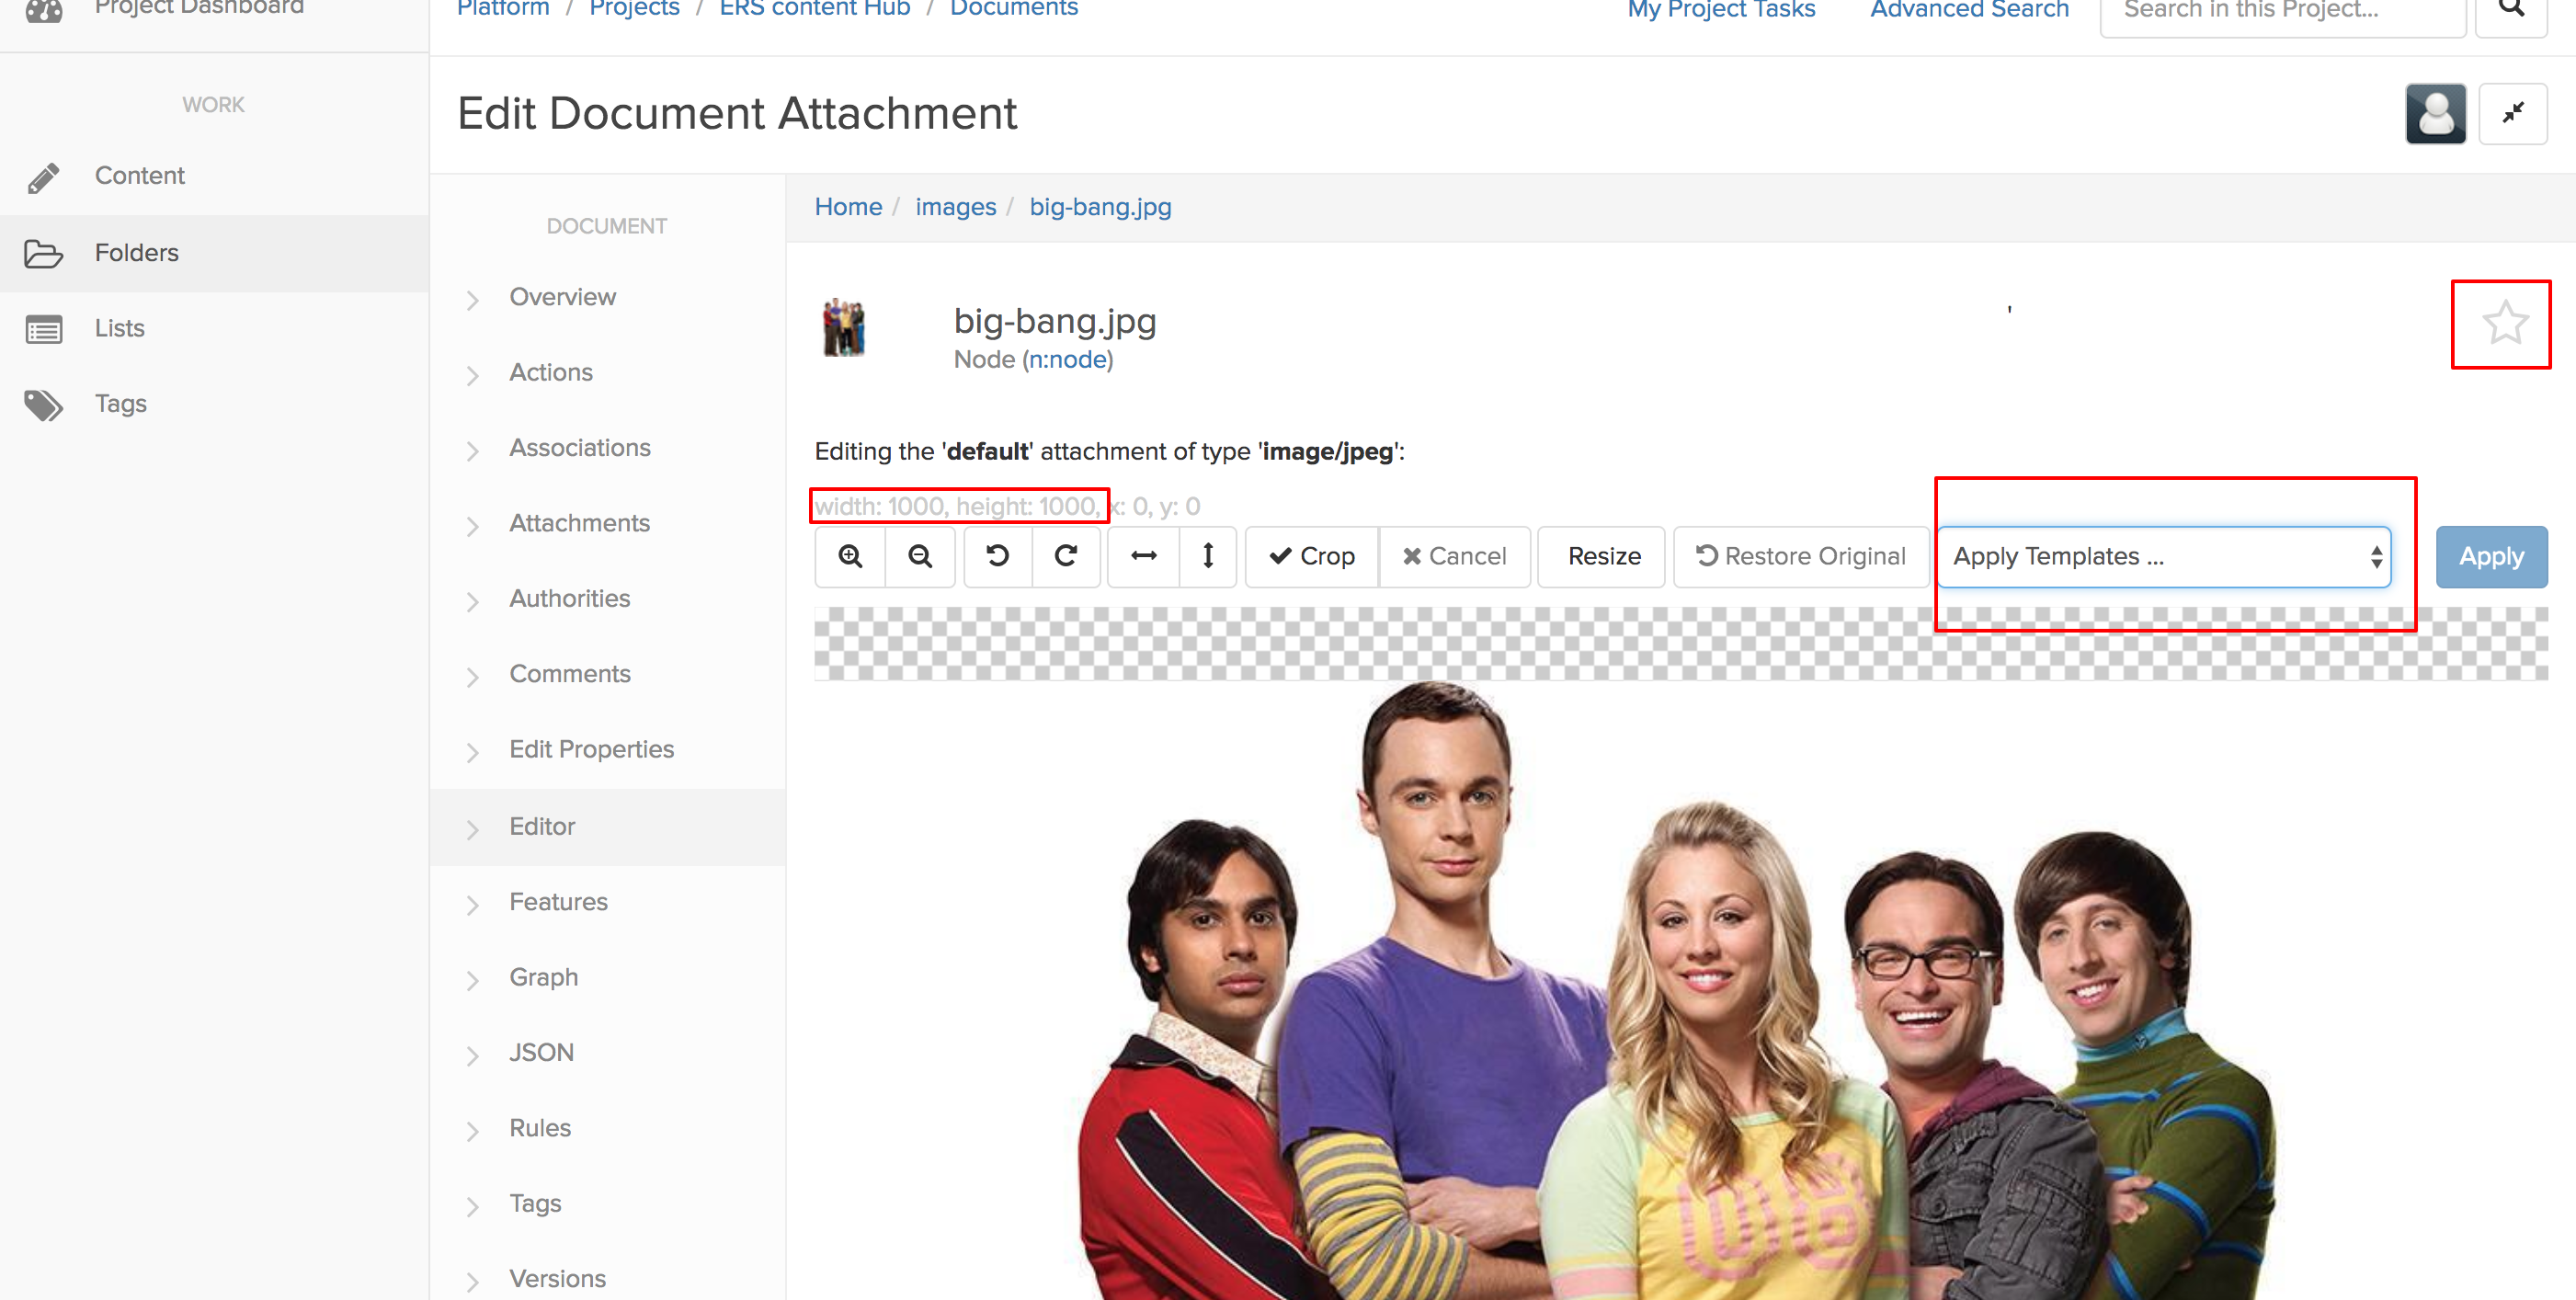 Project Dashboard
Platform / Projects / ERS content Hub / Documents
My Project Tasks
Advanced Search
Search in this Project...
WORK
Content
Folders
Lists
Tags
Edit Document Attachment
DOCUMENT
Overview
Actions
Associations
Attachments
Authorities
Comments
Edit Properties
Editor
Features
Graph
JSON
Rules
Tags
Versions
Home / images / big-bang.jpg
big-bang.jpg
Node (n:node)
'
Editing the 'default' attachment of type 'image/jpeg':
width: 1000, height: 1000, x: 0, y: 0
Crop
Cancel
Resize
Restore Original
Apply Templates ...
Apply